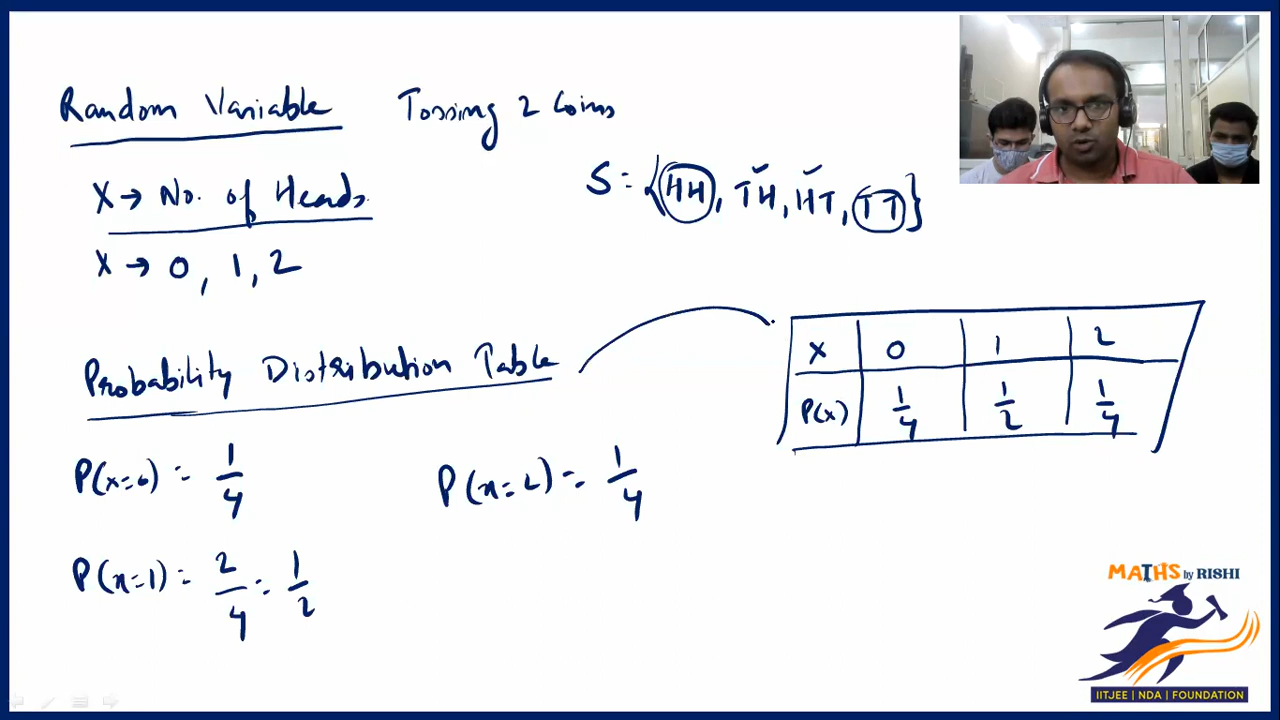 Random Variable Tossing 2 Coins
X → No. of Heads
S = {HH, TH, HT, TT}
X → 0, 1, 2
Probability Distribution Table
X 0 1 2
P(x) 1/4 1/2 1/4
P(x=0) = 1/4 P(x=2) = 1/4
P(x=1) = 2/4 = 1/2
MATHS by RISHI
IITJEE | NDA | FOUNDATION